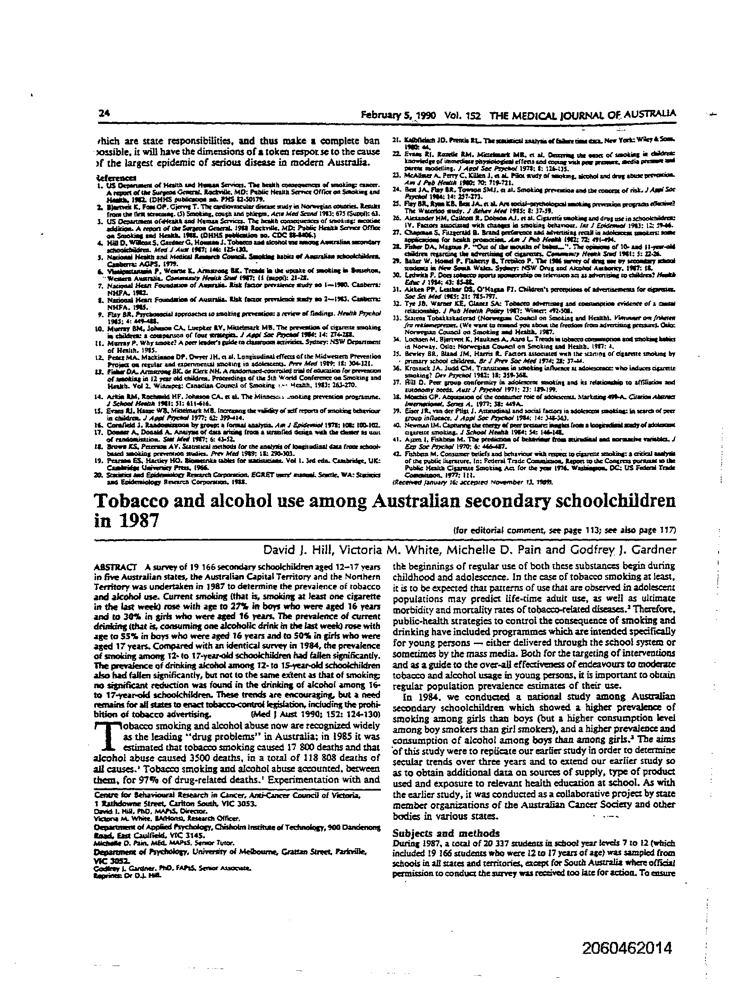 24
February 5, 1990 Vol. 152 THE MEDICAL JOURNAL OF AUSTRALIA
which are state responsibilities, and thus make a complete ban
possible, it will have the dimensions of a token response to the cause
of the largest epidemic of serious disease in modern Australia.
References
1. US Department of Health and Human Services. The health consequences of smoking: cancer.
A report of the Surgeon General. Rockville, MD: Public Health Service Office on Smoking and
Health, 1982. (DHHS publication no. PHS 82-50179.
2. Bjartveit K, Foss OP, Gjervig T. The cardiovascular disease study in Norwegian counties. Results
from the first screening. (5) Smoking, cough and phlegm. Acta Med Scand 1983; 675 (Suppl): 63.
3. US Department of Health and Human Services. The health consequences of smoking: nicotine
addition. A report of the Surgeon General, 1988 Rockville, MD: Public Health Service Office
on Smoking and Health, 1988. (DHHS publication no. CDC 88-8406.)
4. Hill D, Willcox S, Gardner G, Houston J. Tobacco and alcohol use among Australian secondary
schoolchildren. Med J Aust 1987; 146: 125-130.
5. National Health and Medical Research Council. Smoking habits of Australian schoolchildren.
Canberra: AGPS, 1979.
6. P, Wearne K, Armstrong BK. Trends in the uptake of smoking in Busselton,
Western Australia. Community Health Stud 1987; 11 (suppl): 21-28.
7. National Heart Foundation of Australia. Risk factor prevalence study no 1—1980. Canberra:
NHFA, 1982.
8. National Heart Foundation of Australia. Risk factor prevalence study no 2—1983. Canberra:
NHFA, 1985.
9. Flay BR. Psychosocial approaches to smoking prevention: a review of findings. Health Psychol
1985; 4: 449-488.
10. Murray BM, Johnson CA, Luepker RV, Mittelmark MB. The prevention of cigarette smoking
in children: a comparison of four strategies. J Appl Soc Psychol 1984; 14: 274-288.
11. Murray P. Why smoke? A peer leader's guide to classroom activities. Sydney: NSW Department
of Health, 1985.
12. Pentz MA, Mackinnon DP, Dwyer JH, et al. Longitudinal effects of the Midwestern Prevention
Project on regular and experimental smoking in adolescents. Prev Med 1989; 18: 304-321.
13. Fisher DA, Armstrong BK, de Klerk NH. A randomised-controlled trial of education for prevention
of smoking in 12 year old children. Proceedings of the 5th World Conference on Smoking and
Health. Vol 2. Winnipeg: Canadian Council of Smoking Health, 1983; 263-270.
14. Arkin RM, Roemhild HF, Johnson CA, et al. The Minnesota smoking prevention programme.
J School Health 1981; 51: 611-616.
15. Evans RI, Hansen WB, Mittelmark MB. Increasing the validity of self reports of smoking behaviour
in children. J Appl Psychol 1977; 62: 299-414.
16. Cornfield J. Randomization by group: a formal analysis. Am J Epidemiol 1978; 108: 100-102.
17. Donner A, Donald A. Analysis of data arising from a stratified design with the cluster as unit
of randomisation. Stat Med 1987; 6: 43-52.
18. Brown KS, Peterson AV. Statistical methods for the analysis of longitudinal data from school-
based smoking prevention studies. Prev Med 1989; 18: 290-303.
19. Pearson ES, Hartley HO. Biometrika tables for statisticians. Vol 1. 3rd edn. Cambridge, UK:
Cambridge University Press, 1966.
20. Statistics and Epidemiology Research Corporation. EGRET users' manual. Seattle, WA: Statistics
and Epidemiology Research Corporation, 1988.
21. Kalbfleisch JD, Prentice RL. The statistical analysis of failure time data. New York: Wiley & Sons,
1980: 44.
22. Evans RI, Rozelle RM, Mittelmark MB, et al. Deterring the onset of smoking in children:
knowledge of immediate physiological effects and coping with peer pressure, media pressure and
parent modeling. J Appl Soc Psychol 1978; 8: 126-135.
23. McAlister A, Perry C, Killen J, et al. Pilot study of smoking, alcohol and drug abuse prevention.
Am J Pub Health 1980; 70: 719-721.
24. Best JA, Flay BR, Towson SMJ, et al. Smoking prevention and the concept of risk. J Appl Soc
Psychol 1984; 14: 257-273.
25. Flay BR, Ryan KB, Best JA, et al. Are social-psychological smoking prevention programs effective?
The Waterloo study. J Behav Med 1985; 8: 37-59.
26. Alexander HM, Callcott R, Dobson AJ, et al. Cigarette smoking and drug use in schoolchildren:
IV. Factors associated with changes in smoking behaviour. Int J Epidemiol 1983; 12: 59-66.
27. Chapman S, Fitzgerald B. Brand preference and advertising recall in adolescent smokers: some
applications for health promotion. Am J Pub Health 1982; 72: 491-494.
28. Fisher DA, Magnus P. "Out of the mouths of babes...". The opinions of 10- and 11-year-old
children regarding the advertising of cigarettes. Community Health Stud 1981; 5: 22-26.
29. Baker W, Homel P, Flaherty B, Trebilco P. The 1986 survey of drug use by secondary school
students in New South Wales. Sydney: NSW Drug and Alcohol Authority, 1987: 18.
30. Ledwith F. Does tobacco sports sponsorship on television act as advertising to children? Health
Educ J 1984; 43: 85-88.
31. Aitken PP, Leathar DS, O'Hagan FJ. Children's perceptions of advertisements for cigarettes.
Soc Sci Med 1985; 21: 785-797.
32. Tye JB, Warner KE, Glantz SA: Tobacco advertising and consumption evidence of a causal
relationship. J Pub Health Policy 1987; Winter: 492-508.
33. Statens Tobakkskaderad (Norwegian Council on Smoking and Health).
(We want to remind you about the freedom from advertising pressure). Oslo:
Norwegian Council on Smoking and Health, 1987.
34. Lochsen M, Bjartveit K, Hauknes A, Aaro L. Trends in tobacco consumption and smoking habits
in Norway. Oslo: Norwegian Council on Smoking and Health, 1987: 4.
35. Bewley BR, Bland JM, Harris R. Factors associated with the starting of cigarette smoking by
primary school children. Br J Prev Soc Med 1974; 28: 37-44.
36. Krosnick JA, Judd CM. Transitions in smoking influence at adolescence: who induces cigarette
smoking? Dev Psychol 1982; 18: 359-368.
37. Hill D. Peer group conformity in adolescent smoking and its relationship to affiliation and
autonomy needs. Aust J Psychol 1971; 23: 189-199.
38. Moschis GP. Acquisition of the consumer role of adolescents. Marketing 499-A. Citation Abstract
International, Series A, 1977; 38: 449A.
39. Eiser JR, van der Pligt J. Attitudinal and social factors in adolescent smoking: in search of peer
group influence. J Appl Soc Psychol 1984; 14: 348-363.
40. Newman IM. Capturing the energy of peer pressure: insights from a longitudinal study of adolescent
cigarette smoking. J School Health 1984; 54: 146-148.
41. Ajzen I, Fishbein M. The prediction of behaviour from attitudinal and normative variables. J
Exp Soc Psychol 1970; 6: 466-487.
42. Fishbein M. Consumer beliefs and behaviour with respect to cigarette smoking: a critical analysis
of the public literature. In: Federal Trade Commission, Report to the Congress pursuant to the
Public Health Cigarette Smoking Act for the year 1976. Washington, DC: US Federal Trade
Commission, 1977; 111.
(Received January 16; accepted November 13, 1989).
Tobacco and alcohol use among Australian secondary schoolchildren
in 1987
(for editorial comment, see page 113; see also page 117)
David J. Hill, Victoria M. White, Michelle D. Pain and Godfrey J. Gardner
ABSTRACT A survey of 19 166 secondary schoolchildren aged 12–17 years
in five Australian states, the Australian Capital Territory and the Northern
Territory was undertaken in 1987 to determine the prevalence of tobacco
and alcohol use. Current smoking (that is, smoking at least one cigarette
in the last week) rose with age to 27% in boys who were aged 16 years
and to 30% in girls who were aged 16 years. The prevalence of current
drinking (that is, consuming one alcoholic drink in the last week) rose with
age to 55% in boys who were aged 16 years and to 50% in girls who were
aged 17 years. Compared with an identical survey in 1984, the prevalence
of smoking among 12- to 17-year-old schoolchildren had fallen significantly.
The prevalence of drinking alcohol among 12- to 15-year-old schoolchildren
also had fallen significantly, but not to the same extent as that of smoking;
no significant reduction was found in the drinking of alcohol among 16-
to 17-year-old schoolchildren. These trends are encouraging, but a need
remains for all states to enact tobacco-control legislation, including the prohi-
bition of tobacco advertising. (Med J Aust 1990; 152: 124-130)
Tobacco smoking and alcohol abuse now are recognized widely
as the leading "drug problems" in Australia; in 1985 it was
estimated that tobacco smoking caused 17 800 deaths and that
alcohol abuse caused 3500 deaths, in a total of 118 808 deaths of
all causes.¹ Tobacco smoking and alcohol abuse accounted, between
them, for 97% of drug-related deaths.¹ Experimentation with and
Centre for Behavioural Research in Cancer, Anti-Cancer Council of Victoria,
1 Rathdowne Street, Carlton South, VIC 3053.
David J. Hill, PhD, MAPsS, Director.
Victoria M. White, BA(Hons), Research Officer.
Department of Applied Psychology, Chisholm Institute of Technology, 900 Dandenong
Road, East Caulfield, VIC 3145.
Michelle D. Pain, MEd, MAPsS, Senior Tutor.
Department of Psychology, University of Melbourne, Grattan Street, Parkville,
VIC 3052.
Godfrey J. Gardner, PhD, FAPsS, Senior Associate.
Reprints: Dr D.J. Hill.
the beginnings of regular use of both these substances begin during
childhood and adolescence. In the case of tobacco smoking at least,
it is to be expected that patterns of use that are observed in adolescent
populations may predict life-time adult use, as well as ultimate
morbidity and mortality rates of tobacco-related diseases.² Therefore,
public-health strategies to control the consequence of smoking and
drinking have included programmes which are intended specifically
for young persons — either delivered through the school system or
sometimes by the mass media. Both for the targeting of interventions
and as a guide to the over-all effectiveness of endeavours to moderate
tobacco and alcohol usage in young persons, it is important to obtain
regular population prevalence estimates of their use.
In 1984, we conducted a national study among Australian
secondary schoolchildren which showed a higher prevalence of
smoking among girls than boys (but a higher consumption level
among boy smokers than girl smokers), and a higher prevalence and
consumption of alcohol among boys than among girls.³ The aims
of this study were to replicate our earlier study in order to determine
secular trends over three years and to extend our earlier study so
as to obtain additional data on sources of supply, type of product
used and exposure to relevant health education at school. As with
the earlier study, it was conducted as a collaborative project by state
member organizations of the Australian Cancer Society and other
bodies in various states.
Subjects and methods
During 1987, a total of 20 337 students in school year levels 7 to 12 (which
included 19 166 students who were 12 to 17 years of age) was sampled from
schools in all states and territories, except for South Australia where official
permission to conduct the survey was received too late for action. To ensure
2060462014